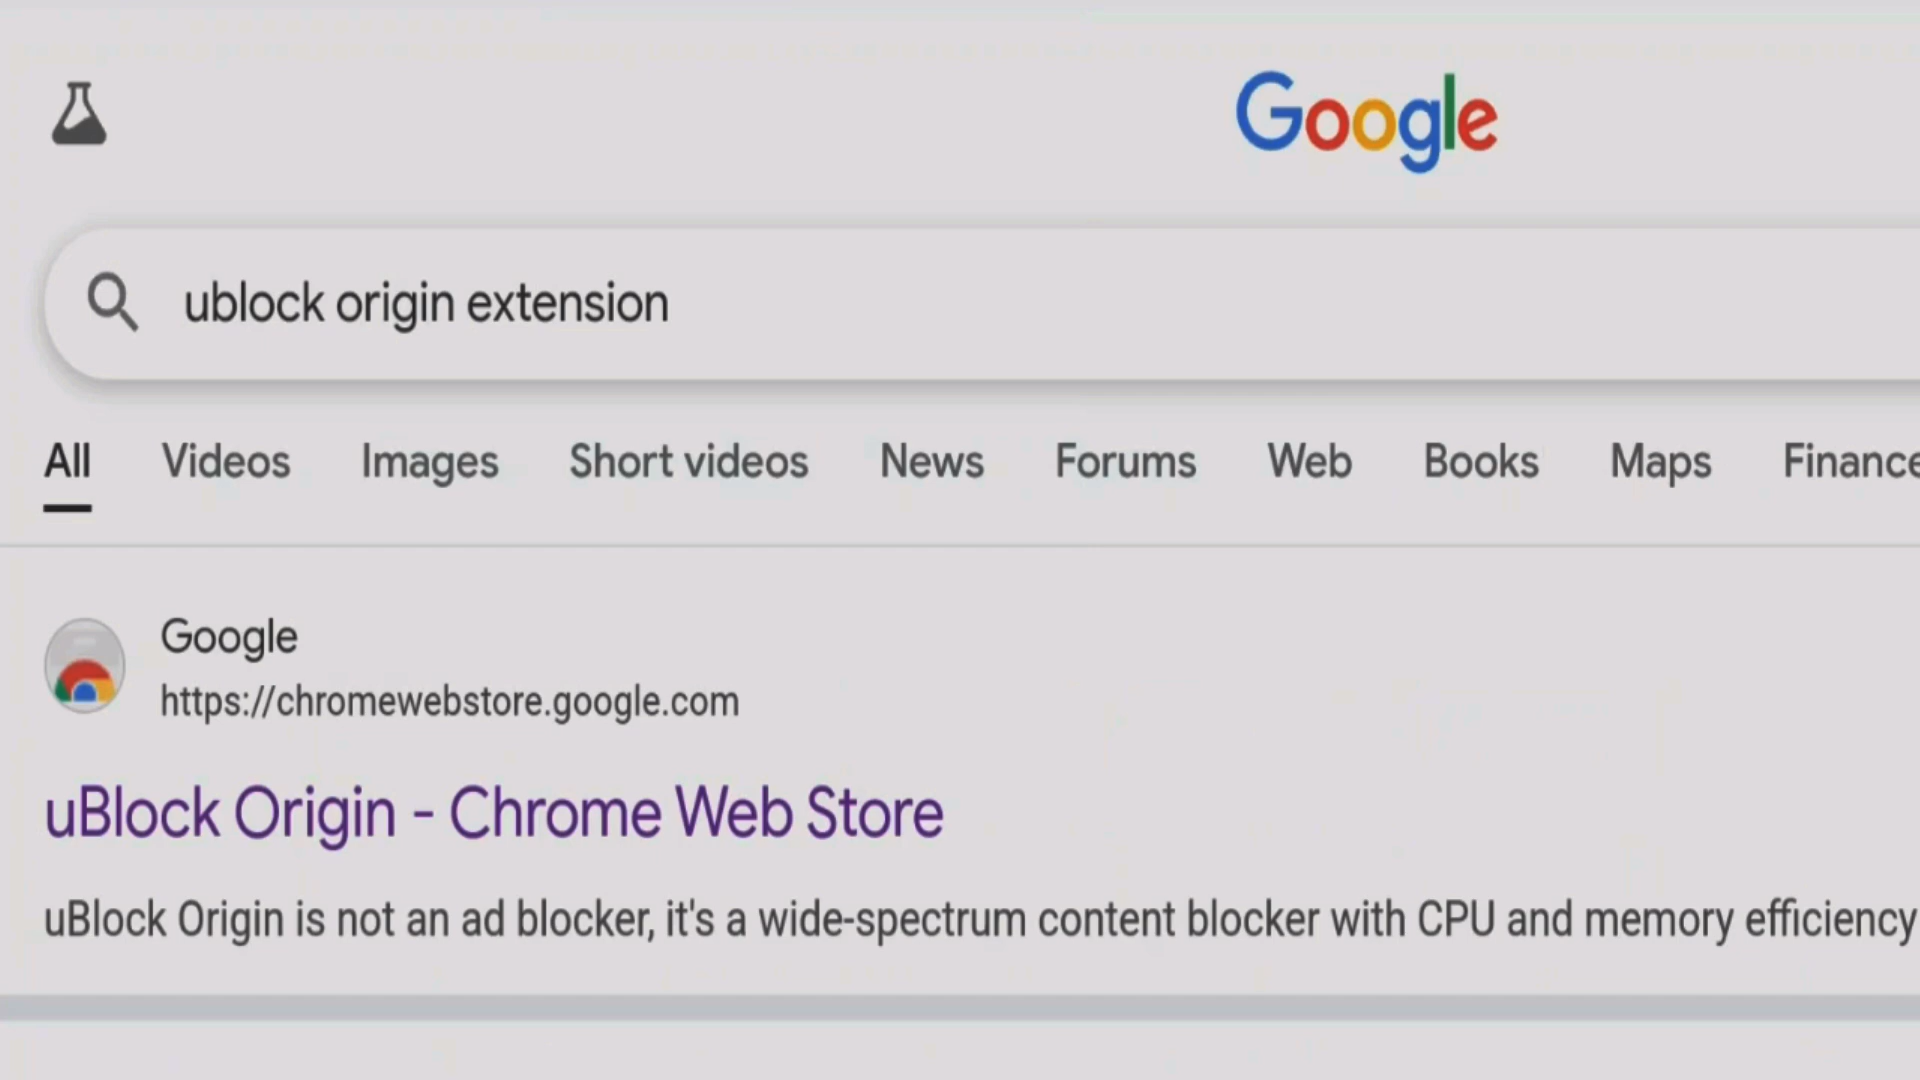 Google
ublock origin extension
All Videos Images Short videos News Forums Web Books Maps Finance
Google
https://chromewebstore.google.com
uBlock Origin - Chrome Web Store
uBlock Origin is not an ad blocker, it's a wide-spectrum content blocker with CPU and memory efficiency